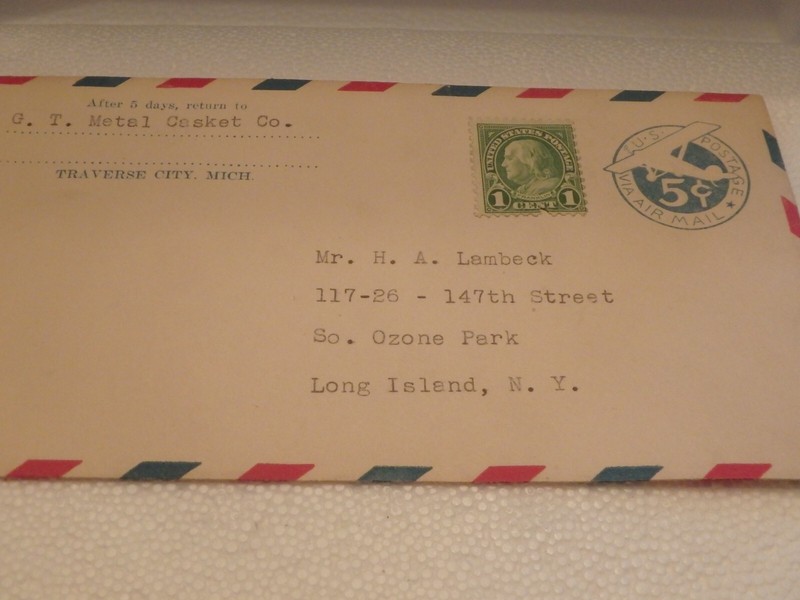 After 5 days, return to
G. T. Metal Casket Co.
TRAVERSE CITY. MICH.
UNITED STATES POSTAGE
1 CENT 1
U.S. POSTAGE
5¢
VIA AIR MAIL
Mr. H. A. Lambeck
117-26 - 147th Street
So. Ozone Park
Long Island, N. Y.